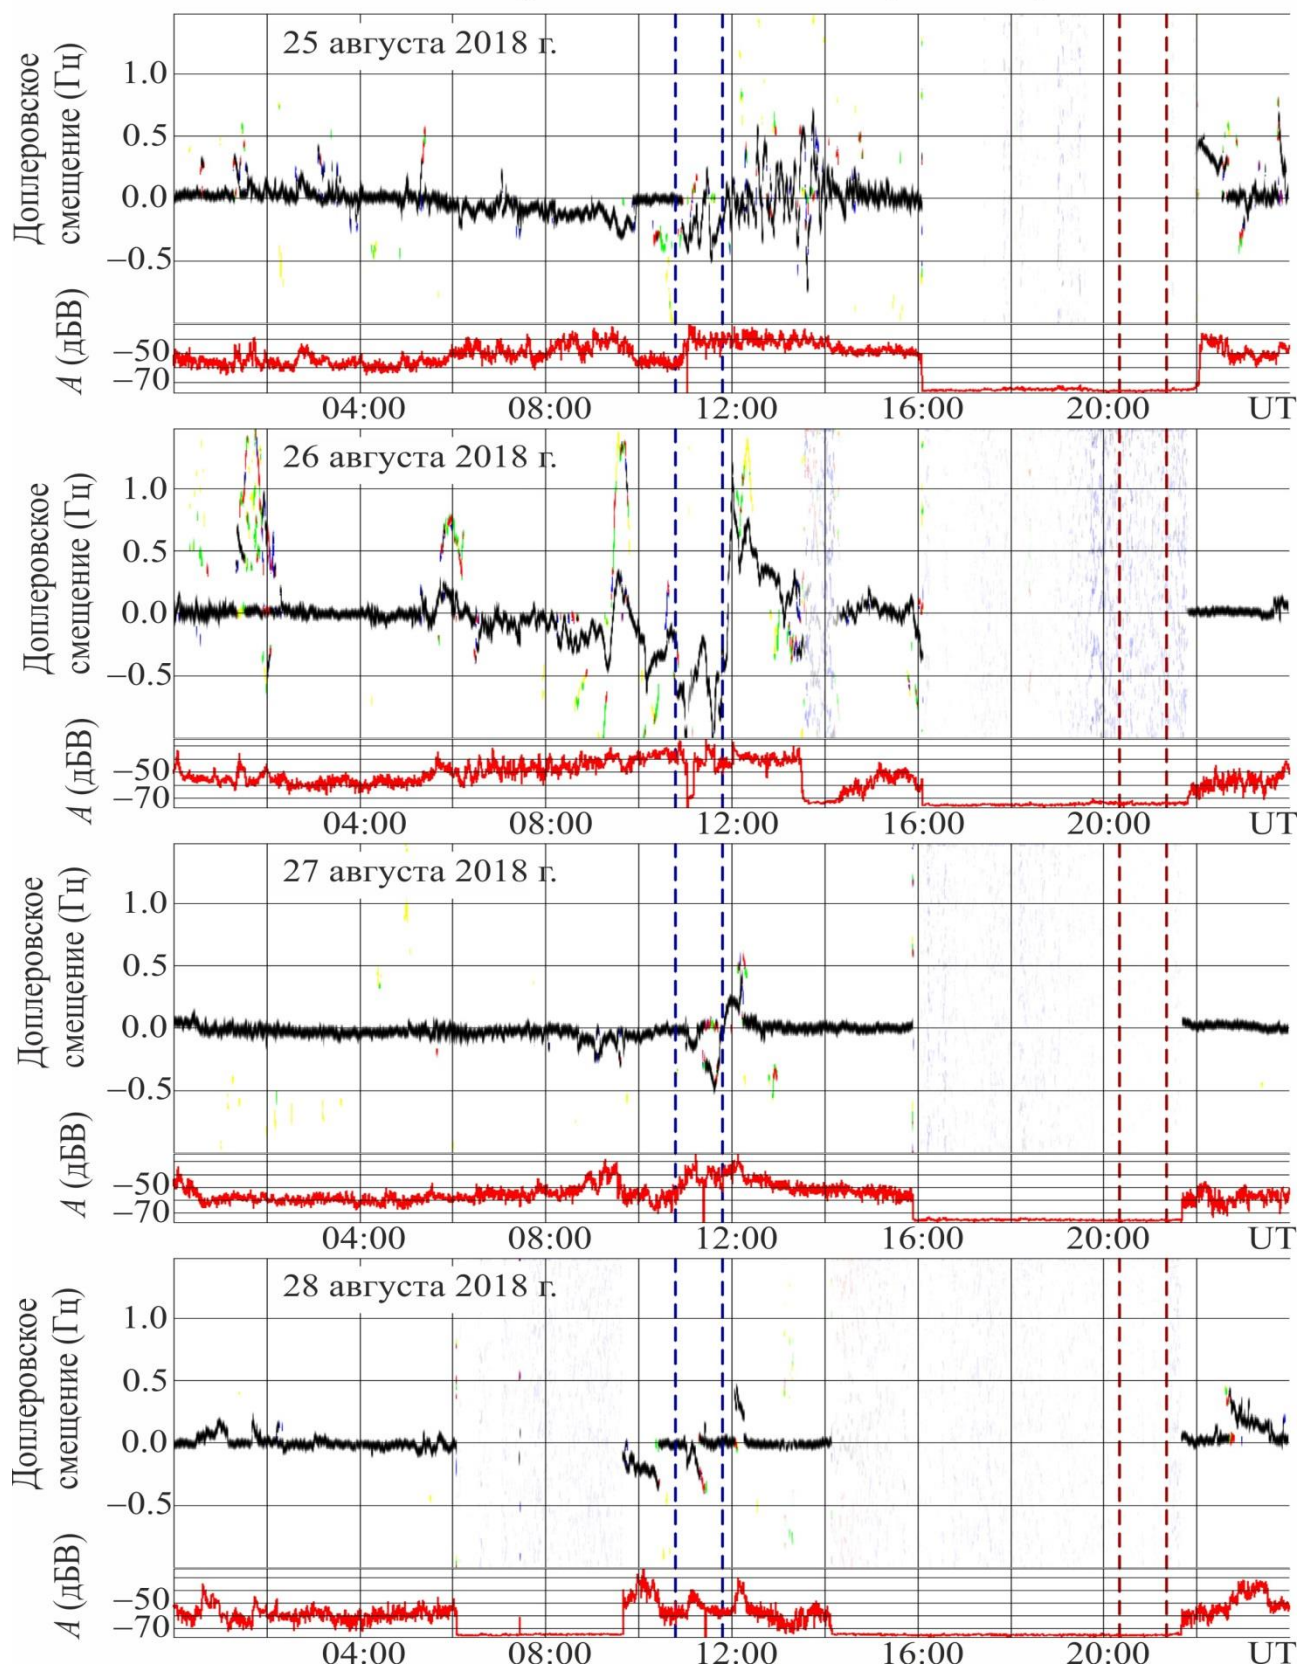 25 августа 2018 г.
Доплеровское
смещение (Гц)
1.0
0.5
0.0
−0.5
A (дБВ)
−50
−70
04:00 08:00 12:00 16:00 20:00 UT
26 августа 2018 г.
Доплеровское
смещение (Гц)
1.0
0.5
0.0
−0.5
A (дБВ)
−50
−70
04:00 08:00 12:00 16:00 20:00 UT
27 августа 2018 г.
Доплеровское
смещение (Гц)
1.0
0.5
0.0
−0.5
A (дБВ)
−50
−70
04:00 08:00 12:00 16:00 20:00 UT
28 августа 2018 г.
Доплеровское
смещение (Гц)
1.0
0.5
0.0
−0.5
A (дБВ)
−50
−70
04:00 08:00 12:00 16:00 20:00 UT